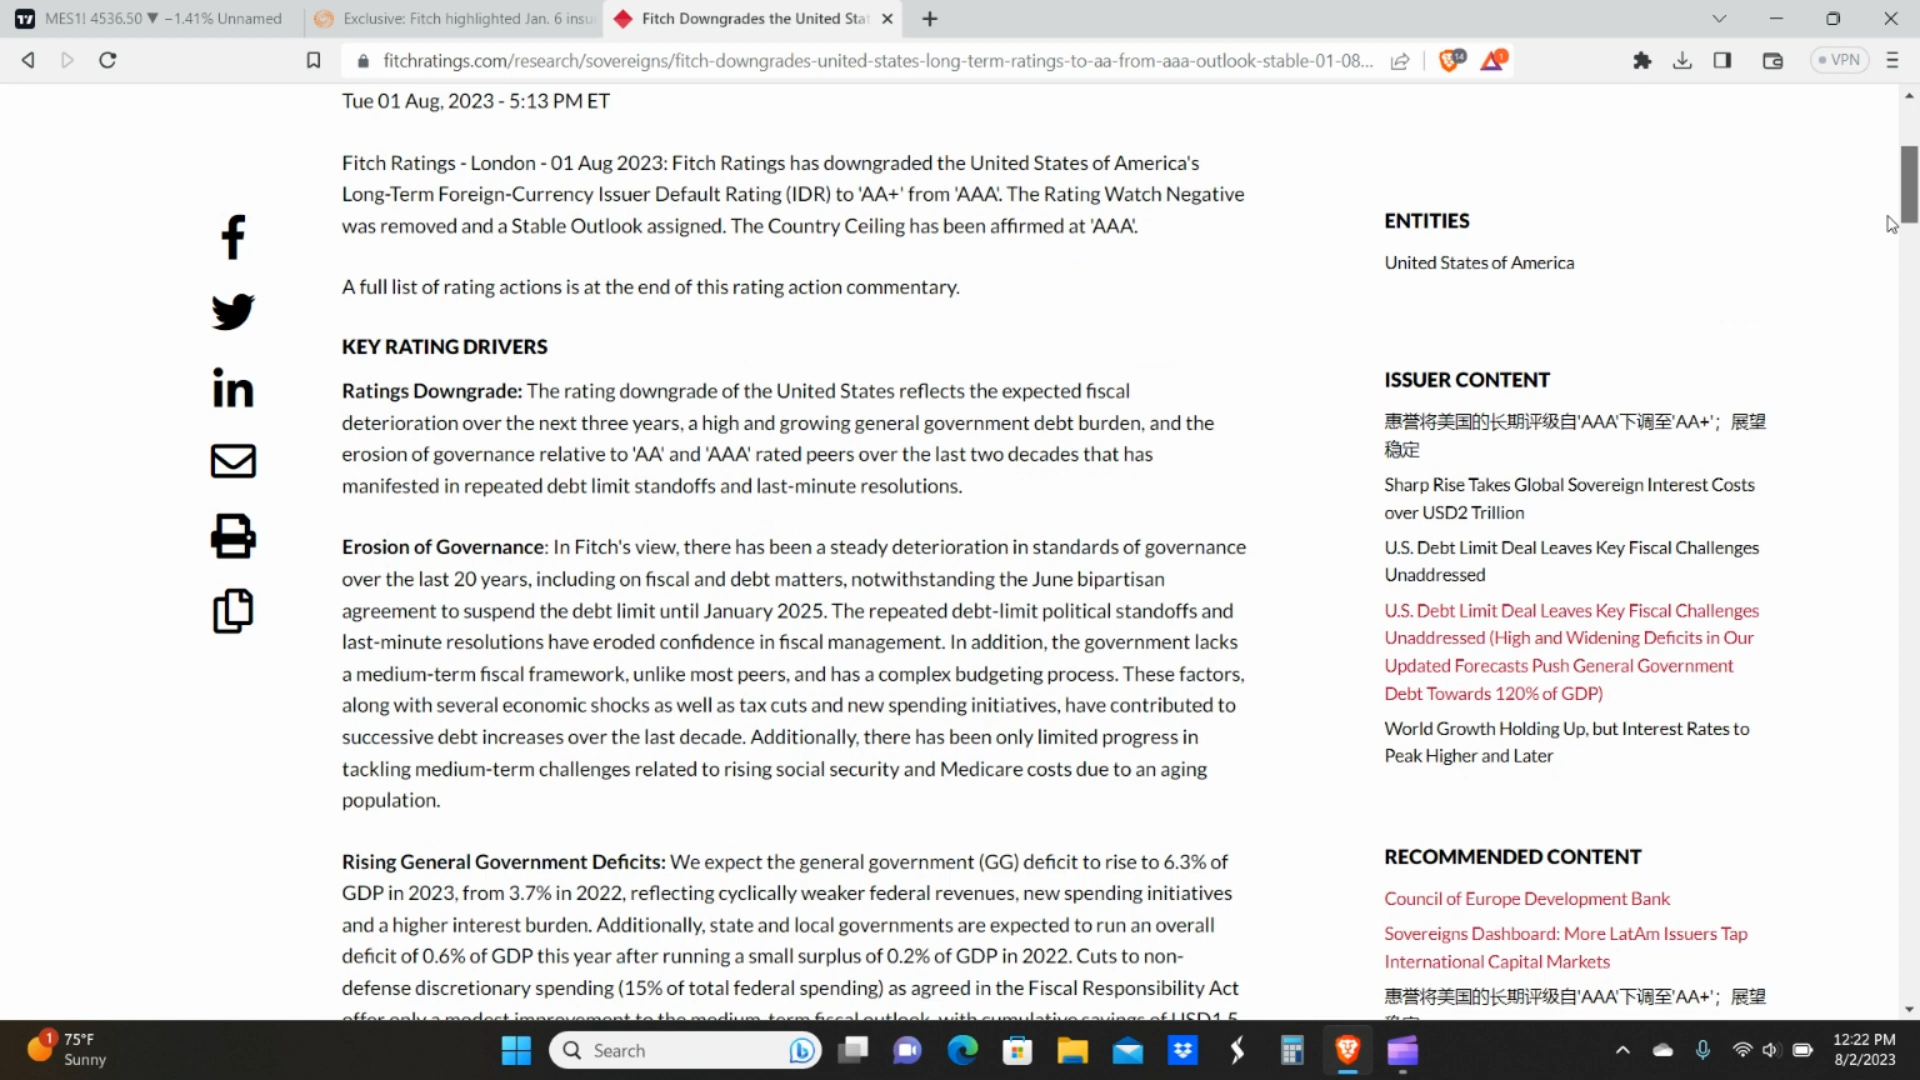 MES1! 4536.50 ▼ −1.41% Unnamed
Exclusive: Fitch highlighted Jan. 6 insu
Fitch Downgrades the United Stat
fitchratings.com/research/sovereigns/fitch-downgrades-united-states-long-term-ratings-to-aa-from-aaa-outlook-stable-01-08...
14
1
VPN
Tue 01 Aug, 2023 - 5:13 PM ET
Fitch Ratings - London - 01 Aug 2023: Fitch Ratings has downgraded the United States of America's
Long-Term Foreign-Currency Issuer Default Rating (IDR) to 'AA+' from 'AAA'. The Rating Watch Negative
was removed and a Stable Outlook assigned. The Country Ceiling has been affirmed at 'AAA'.
A full list of rating actions is at the end of this rating action commentary.
KEY RATING DRIVERS
Ratings Downgrade: The rating downgrade of the United States reflects the expected fiscal
deterioration over the next three years, a high and growing general government debt burden, and the
erosion of governance relative to 'AA' and 'AAA' rated peers over the last two decades that has
manifested in repeated debt limit standoffs and last-minute resolutions.
Erosion of Governance: In Fitch's view, there has been a steady deterioration in standards of governance
over the last 20 years, including on fiscal and debt matters, notwithstanding the June bipartisan
agreement to suspend the debt limit until January 2025. The repeated debt-limit political standoffs and
last-minute resolutions have eroded confidence in fiscal management. In addition, the government lacks
a medium-term fiscal framework, unlike most peers, and has a complex budgeting process. These factors,
along with several economic shocks as well as tax cuts and new spending initiatives, have contributed to
successive debt increases over the last decade. Additionally, there has been only limited progress in
tackling medium-term challenges related to rising social security and Medicare costs due to an aging
population.
Rising General Government Deficits: We expect the general government (GG) deficit to rise to 6.3% of
GDP in 2023, from 3.7% in 2022, reflecting cyclically weaker federal revenues, new spending initiatives
and a higher interest burden. Additionally, state and local governments are expected to run an overall
deficit of 0.6% of GDP this year after running a small surplus of 0.2% of GDP in 2022. Cuts to non-
defense discretionary spending (15% of total federal spending) as agreed in the Fiscal Responsibility Act
offer only a modest improvement to the medium-term fiscal outlook, with cumulative savings of USD1.5
ENTITIES
United States of America
ISSUER CONTENT
惠誉将美国的长期评级自'AAA'下调至'AA+'；展望
稳定
Sharp Rise Takes Global Sovereign Interest Costs
over USD2 Trillion
U.S. Debt Limit Deal Leaves Key Fiscal Challenges
Unaddressed
U.S. Debt Limit Deal Leaves Key Fiscal Challenges
Unaddressed (High and Widening Deficits in Our
Updated Forecasts Push General Government
Debt Towards 120% of GDP)
World Growth Holding Up, but Interest Rates to
Peak Higher and Later
RECOMMENDED CONTENT
Council of Europe Development Bank
Sovereigns Dashboard: More LatAm Issuers Tap
International Capital Markets
惠誉将美国的长期评级自'AAA'下调至'AA+'；展望
稳定
1
75°F
Sunny
Search
12:22 PM
8/2/2023